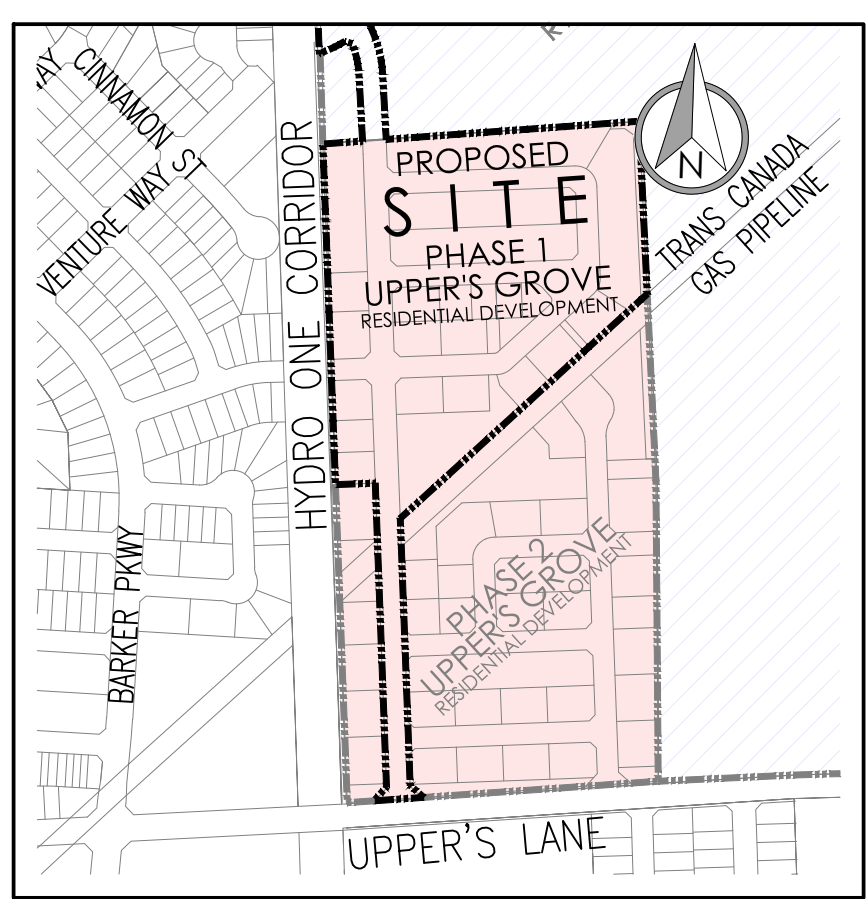 CINNAMON ST
VENTURE WAY
HYDRO ONE CORRIDOR
PROPOSED
SITE
PHASE 1
UPPER'S GROVE
RESIDENTIAL DEVELOPMENT
N
TRANS CANADA
GAS PIPELINE
BARKER PKWY
PHASE 2
UPPER'S GROVE
RESIDENTIAL DEVELOPMENT
UPPER'S LANE